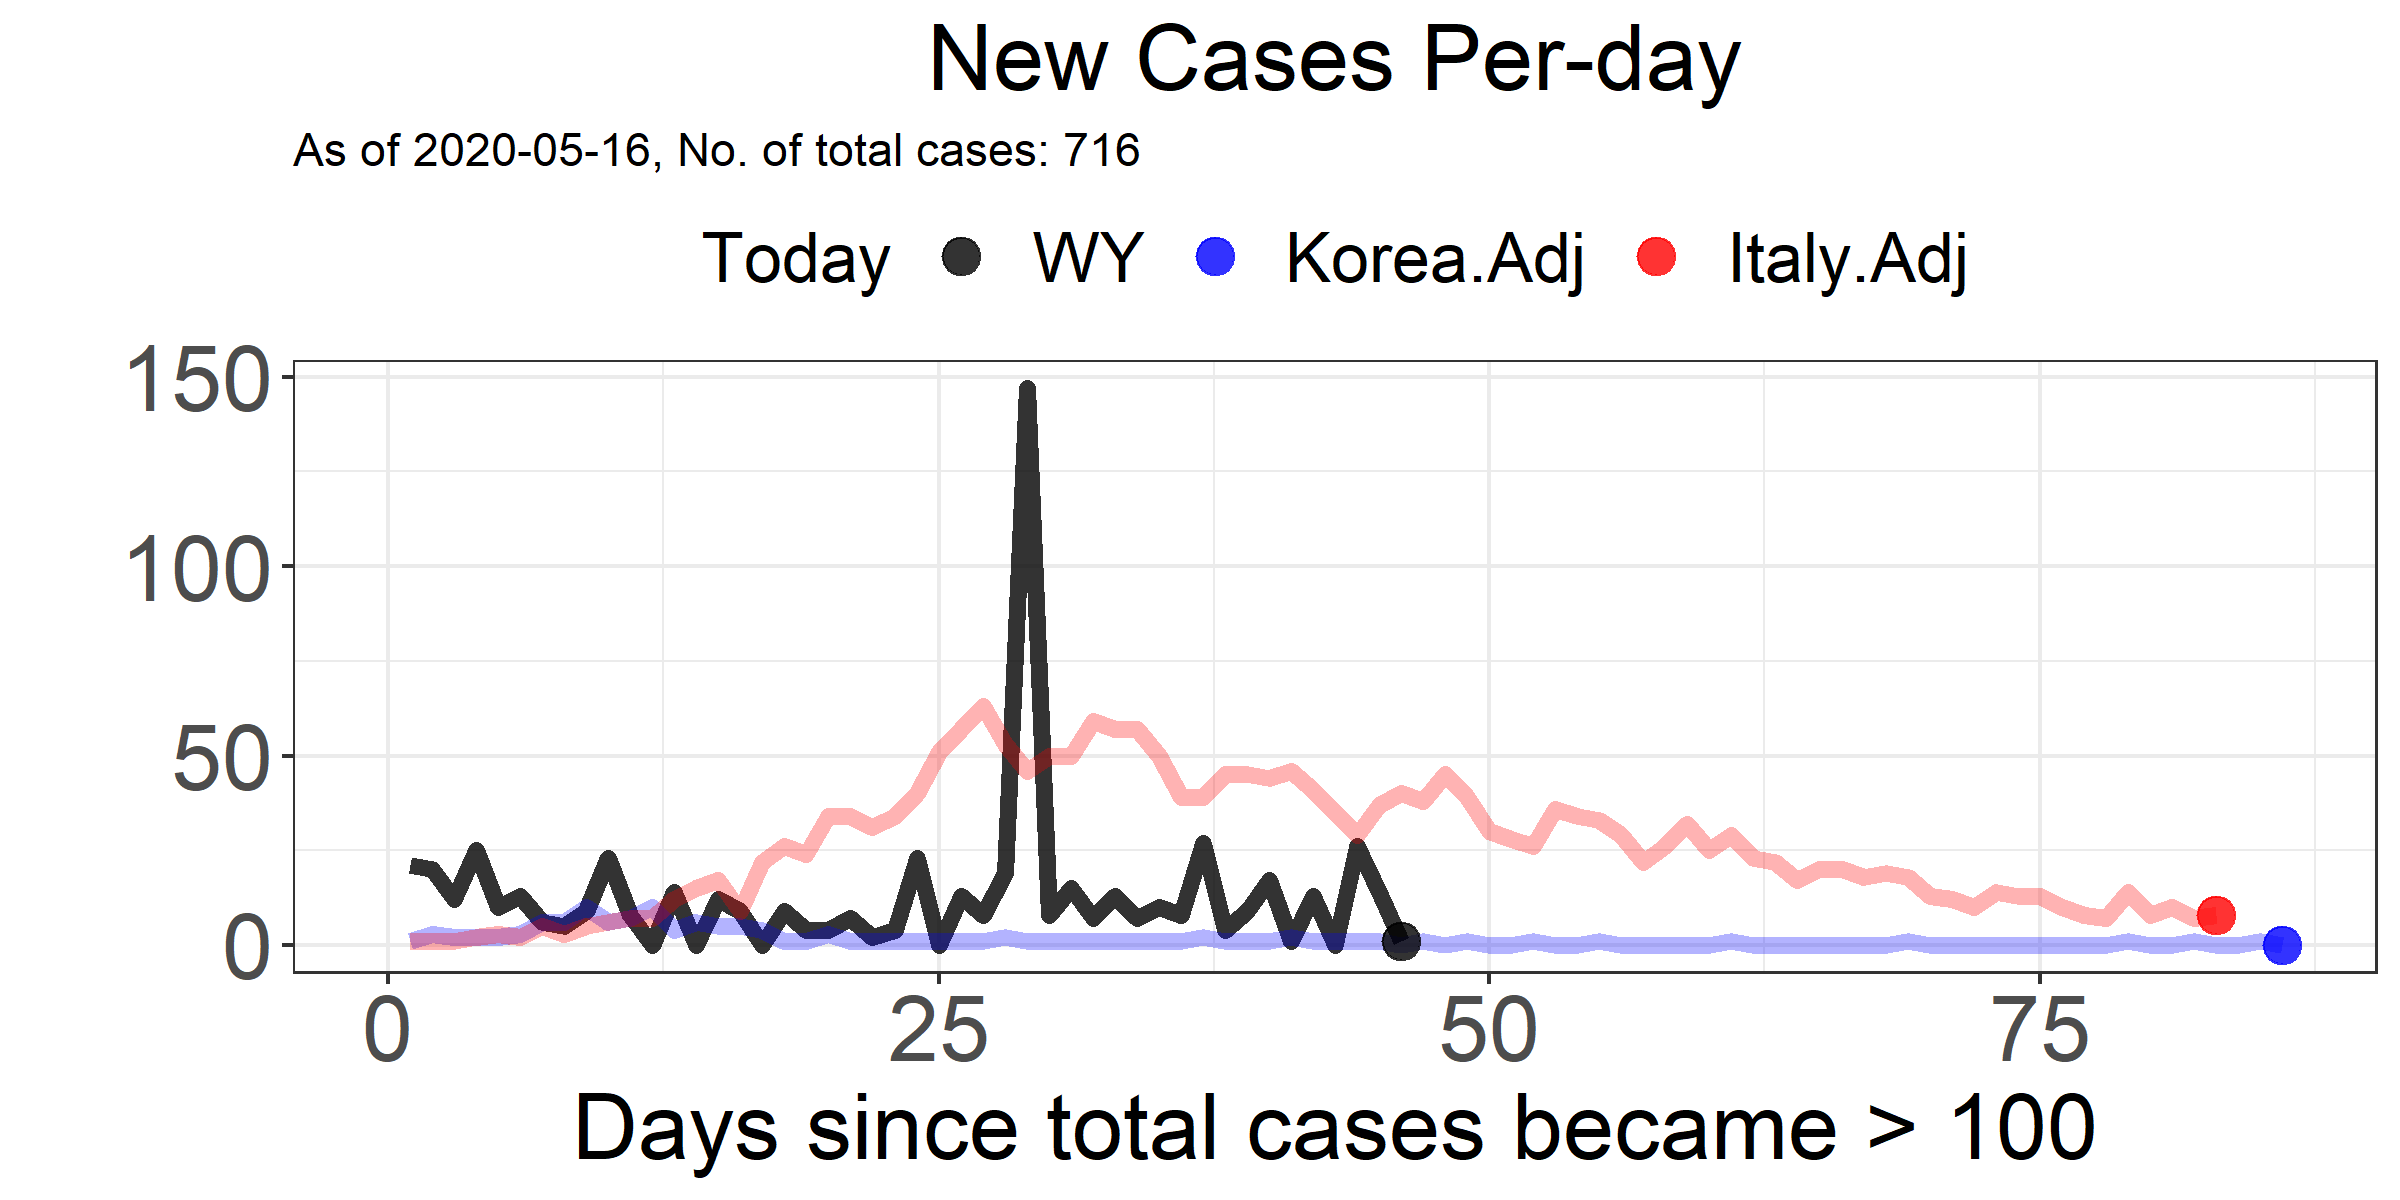 New Cases Per-day
As of 2020-05-16, No. of total cases: 716
Today WY Korea.Adj Italy.Adj
150
100
50
0
0 25 50 75
Days since total cases became > 100